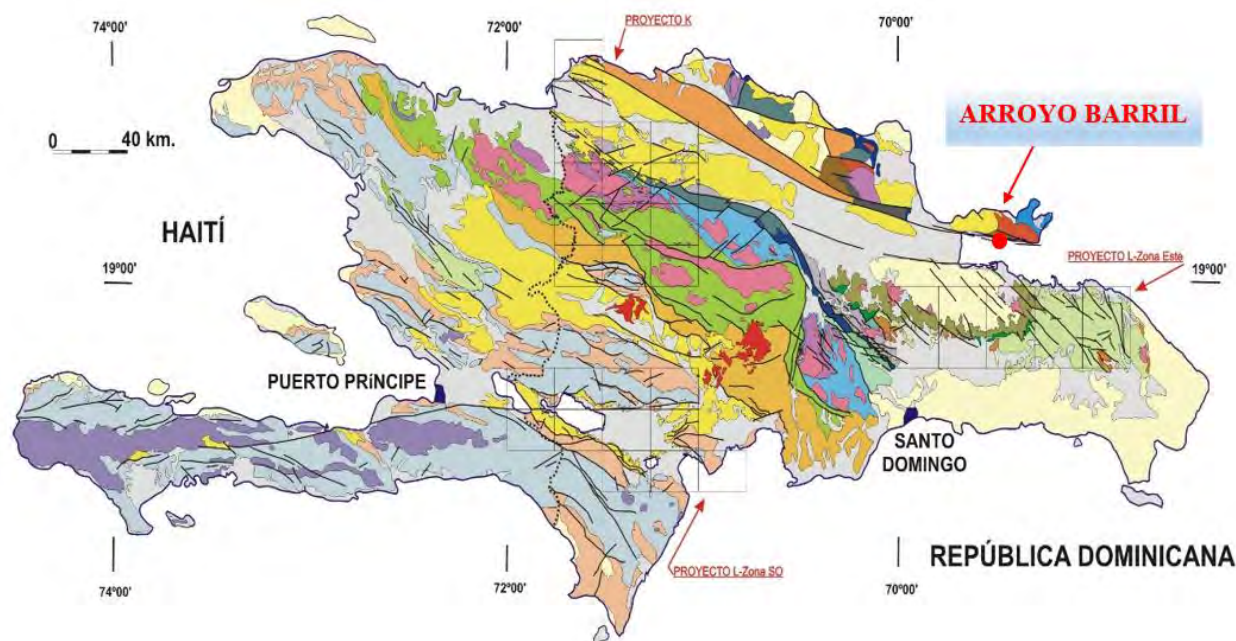 74º00'
72º00'
70º00'
PROYECTO K
ARROYO BARRIL
0 40 km.
HAITÍ
19º00'
PROYECTO L-Zona Este
19º00'
PUERTO PRíNCIPE
SANTO
DOMINGO
REPÚBLICA DOMINICANA
PROYECTO L-Zona SO
74º00'
72º00'
70º00'